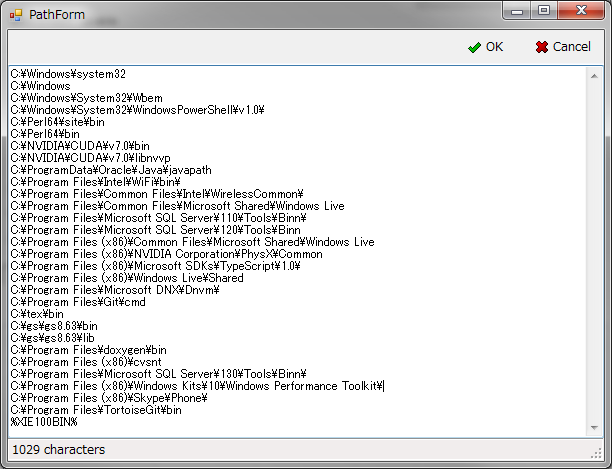 PathForm
OK
Cancel
C:¥Windows¥system32
C:¥Windows
C:¥Windows¥System32¥Wbem
C:¥Windows¥System32¥WindowsPowerShell¥v1.0¥
C:¥Perl64¥site¥bin
C:¥Perl64¥bin
C:¥NVIDIA¥CUDA¥v7.0¥bin
C:¥NVIDIA¥CUDA¥v7.0¥libnvvp
C:¥ProgramData¥Oracle¥Java¥javapath
C:¥Program Files¥Intel¥WiFi¥bin¥
C:¥Program Files¥Common Files¥Intel¥WirelessCommon¥
C:¥Program Files¥Common Files¥Microsoft Shared¥Windows Live
C:¥Program Files¥Microsoft SQL Server¥110¥Tools¥Binn¥
C:¥Program Files¥Microsoft SQL Server¥120¥Tools¥Binn
C:¥Program Files (x86)¥Common Files¥Microsoft Shared¥Windows Live
C:¥Program Files (x86)¥NVIDIA Corporation¥PhysX¥Common
C:¥Program Files (x86)¥Microsoft SDKs¥TypeScript¥1.0¥
C:¥Program Files (x86)¥Windows Live¥Shared
C:¥Program Files¥Microsoft DNX¥Dnvm¥
C:¥Program Files¥Git¥cmd
C:¥tex¥bin
C:¥gs¥gs8.63¥bin
C:¥gs¥gs8.63¥lib
C:¥Program Files¥doxygen¥bin
C:¥Program Files (x86)¥cvsnt
C:¥Program Files¥Microsoft SQL Server¥130¥Tools¥Binn¥
C:¥Program Files (x86)¥Windows Kits¥10¥Windows Performance Toolkit¥
C:¥Program Files (x86)¥Skype¥Phone¥
C:¥Program Files¥TortoiseGit¥bin
%XIE100BIN%
1029 characters